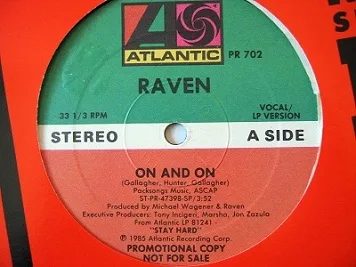 ATLANTIC PR 702
RAVEN
33 1/3 RPM VOCAL/
LP VERSION
STEREO A SIDE
ON AND ON
(Gallagher, Hunter, Gallagher)
Packsongs Music, ASCAP
ST-PR-47398-SP/3:52
Produced by Michael Wagener & Raven
Executive Producers: Tony Incigeri, Marsha, Jon Zazula
From Atlantic LP 81241
"STAY HARD"
℗ 1985 Atlantic Recording Corp.
PROMOTIONAL COPY
NOT FOR SALE